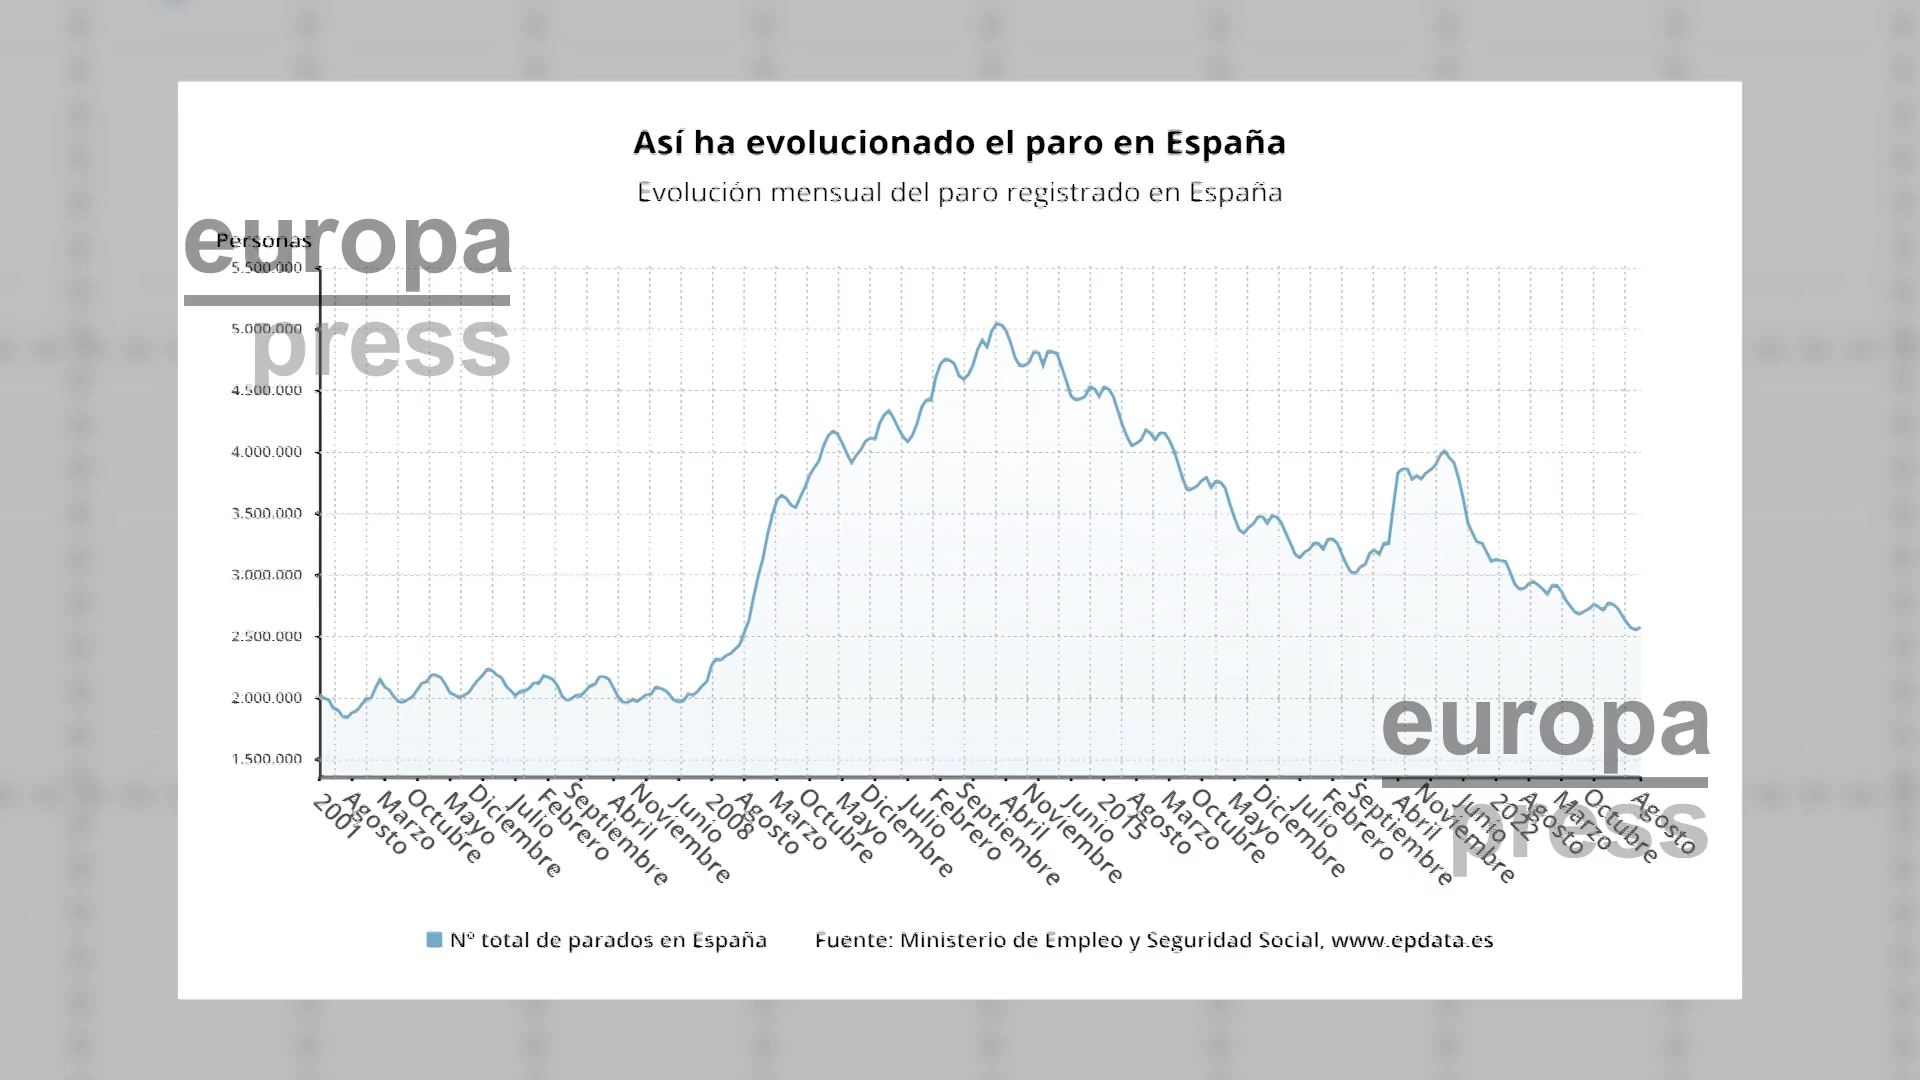 Así ha evolucionado el paro en España
Evolución mensual del paro registrado en España
europa
press
Personas
5.500.000
5.000.000
4.500.000
4.000.000
3.500.000
3.000.000
2.500.000
2.000.000
1.500.000
2001
Agosto
Marzo
Octubre
Mayo
Diciembre
Julio
Febrero
Septiembre
Abril
Noviembre
Junio
2008
Agosto
Marzo
Octubre
Mayo
Diciembre
Julio
Febrero
Septiembre
Abril
Noviembre
Junio
2015
Agosto
Marzo
Octubre
Mayo
Diciembre
Julio
Febrero
Septiembre
Abril
Noviembre
Junio
2022
Agosto
Marzo
Octubre
Agosto
europa
press
Nº total de parados en España
Fuente: Ministerio de Empleo y Seguridad Social, www.epdata.es